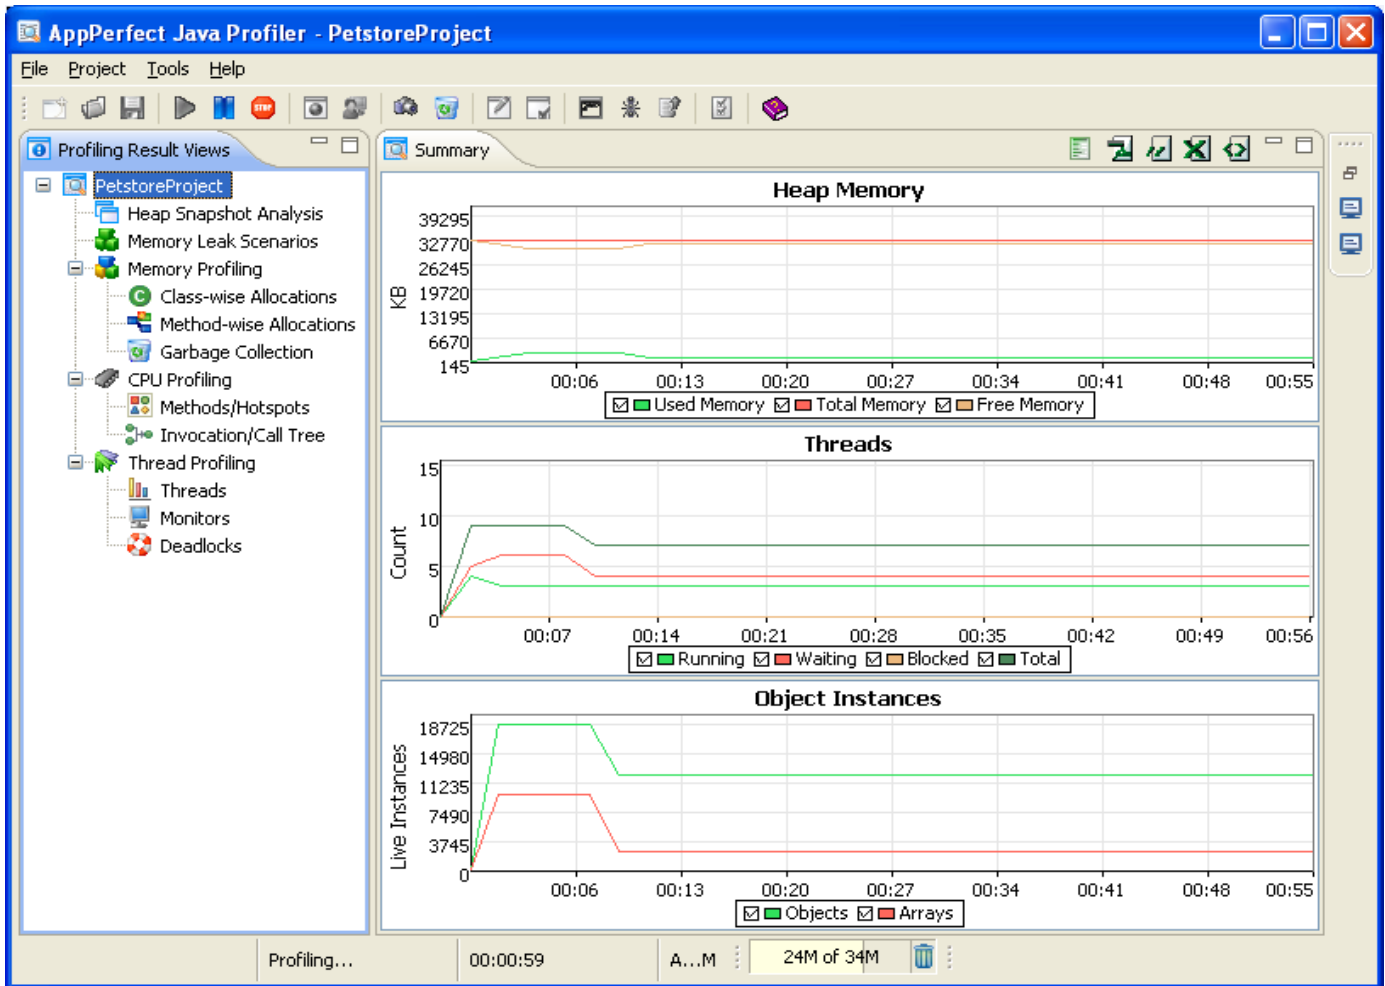 AppPerfect Java Profiler - PetstoreProject
File Project Tools Help
STOP
Profiling Result Views
PetstoreProject
Heap Snapshot Analysis
Memory Leak Scenarios
Memory Profiling
C Class-wise Allocations
Method-wise Allocations
Garbage Collection
CPU Profiling
Methods/Hotspots
Invocation/Call Tree
Thread Profiling
Threads
Monitors
Deadlocks
Summary
Heap Memory
KB
39295
32770
26245
19720
13195
6670
145
00:06 00:13 00:20 00:27 00:34 00:41 00:48 00:55
Used Memory Total Memory Free Memory
Threads
Count
15
10
5
0
00:07 00:14 00:21 00:28 00:35 00:42 00:49 00:56
Running Waiting Blocked Total
Object Instances
Live Instances
18725
14980
11235
7490
3745
0
00:06 00:13 00:20 00:27 00:34 00:41 00:48 00:55
Objects Arrays
Profiling... 00:00:59 A...M 24M of 34M